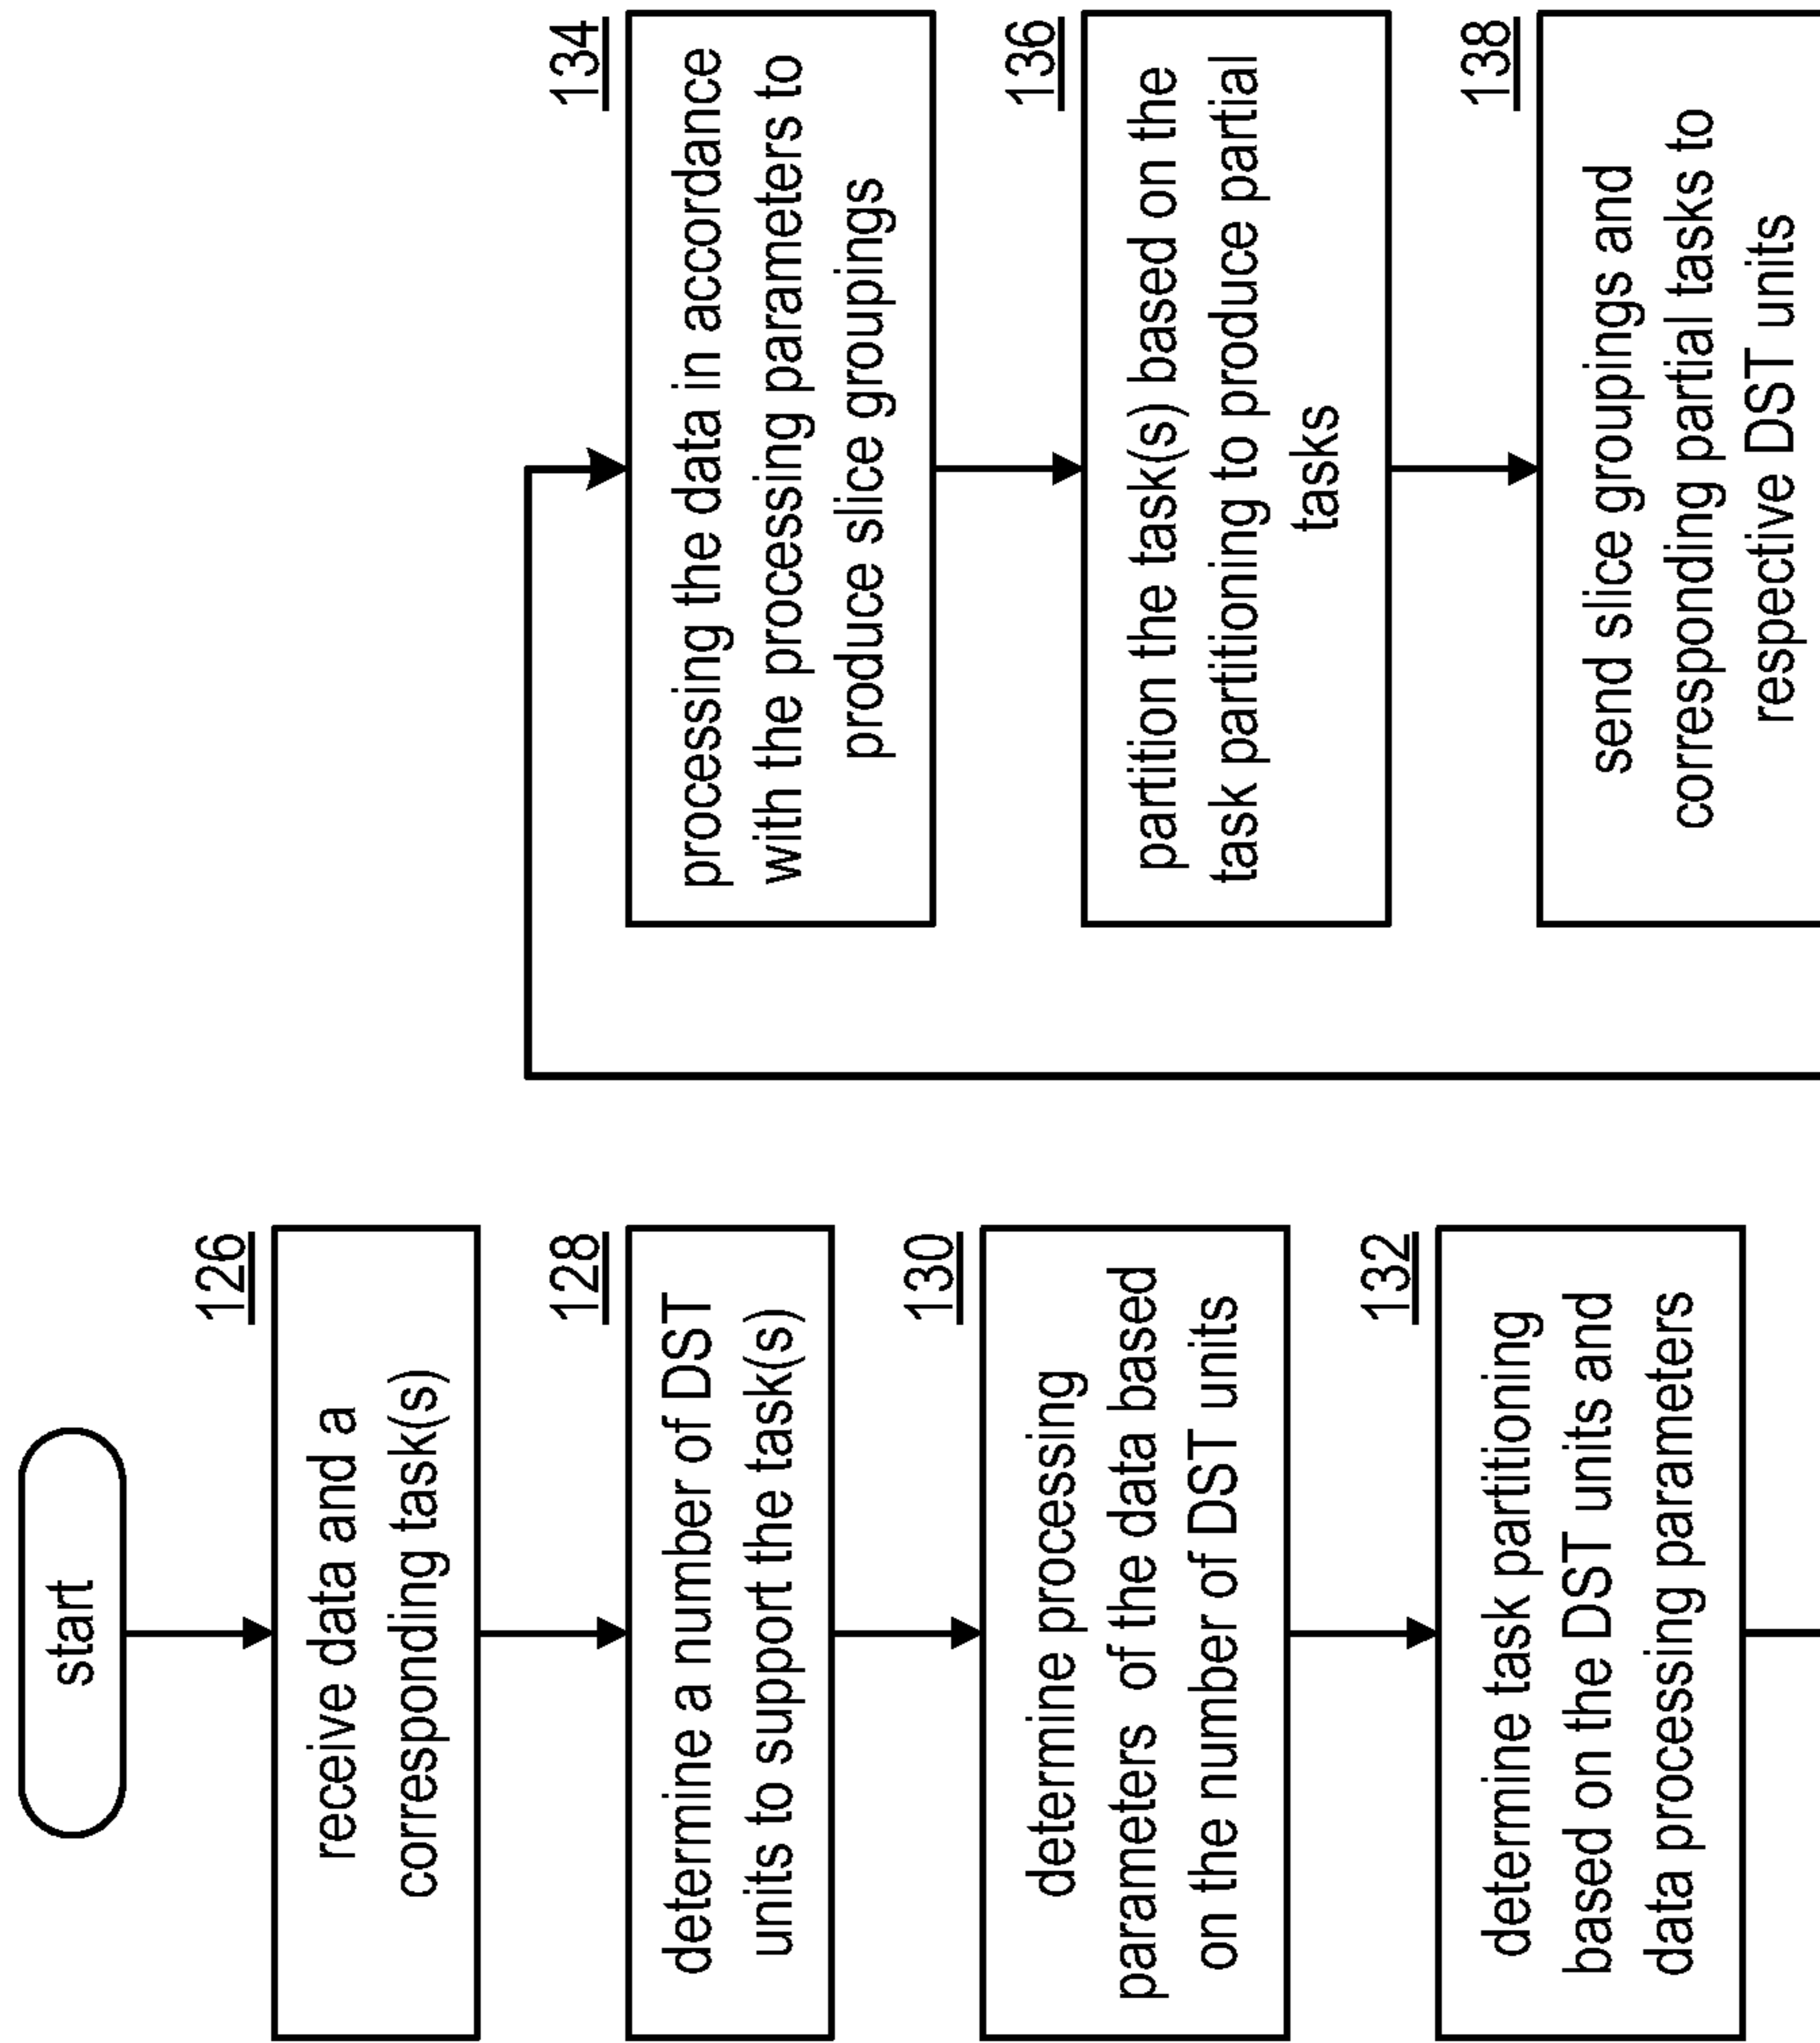 start
126
receive data and a
corresponding task(s)
128
determine a number of DST
units to support the task(s)
130
determine processing
parameters of the data based
on the number of DST units
132
determine task partitioning
based on the DST units and
data processing parameters
134
processing the data in accordance
with the processing parameters to
produce slice groupings
136
partition the task(s) based on the
task partitioning to produce partial
tasks
138
send slice groupings and
corresponding partial tasks to
respective DST units